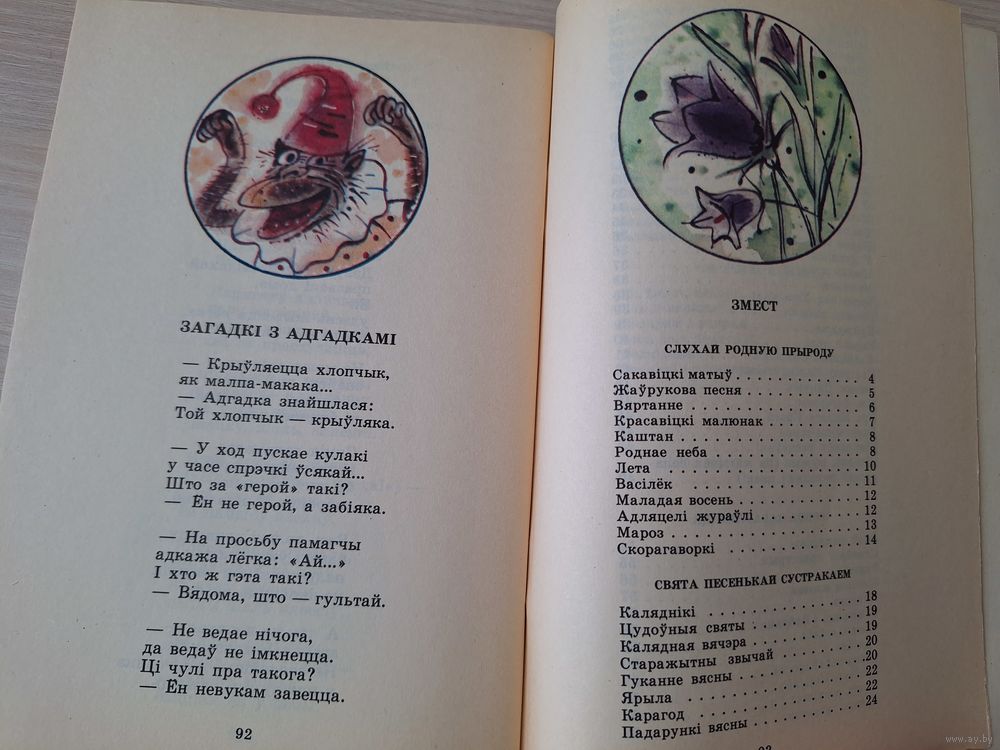 ЗАГАДКІ З АДГАДКАМІ
— Крыўляецца хлопчык,
як малпа-макака...
— Адгадка знайшлася:
Той хлопчык — крыўляка.
— У ход пускае кулакі
у часе спрэчкі ўсякай...
Што за «герой» такі?
— Ён не герой, а забіяка.
— На просьбу памагчы
адкажа лёгка: «Ай...»
І хто ж гэта такі?
— Вядома, што — гультай.
— Не ведае нічога,
да ведаў не імкнецца.
Ці чулі пра такога?
— Ён невукам завецца.
92
ЗМЕСТ
СЛУХАЙ РОДНУЮ ПРЫРОДУ
Сакавіцкі матыў 4
Жаўрукова песня 5
Вяртанне 6
Красавіцкі малюнак 7
Каштан 8
Роднае неба 8
Лета 10
Васілёк 11
Маладая восень 12
Адляцелі жураўлі 12
Мароз 13
Скорагаворкі 14
СВЯТА ПЕСЕНЬКАЙ СУСТРАКАЕМ
Каляднікі 18
Цудоўныя святы 19
Калядная вячэра 19
Старажытны звычай 20
Гуканне вясны 20
Ярыла 22
Карагод 22
Падарункі вясны 24
www.ay.by